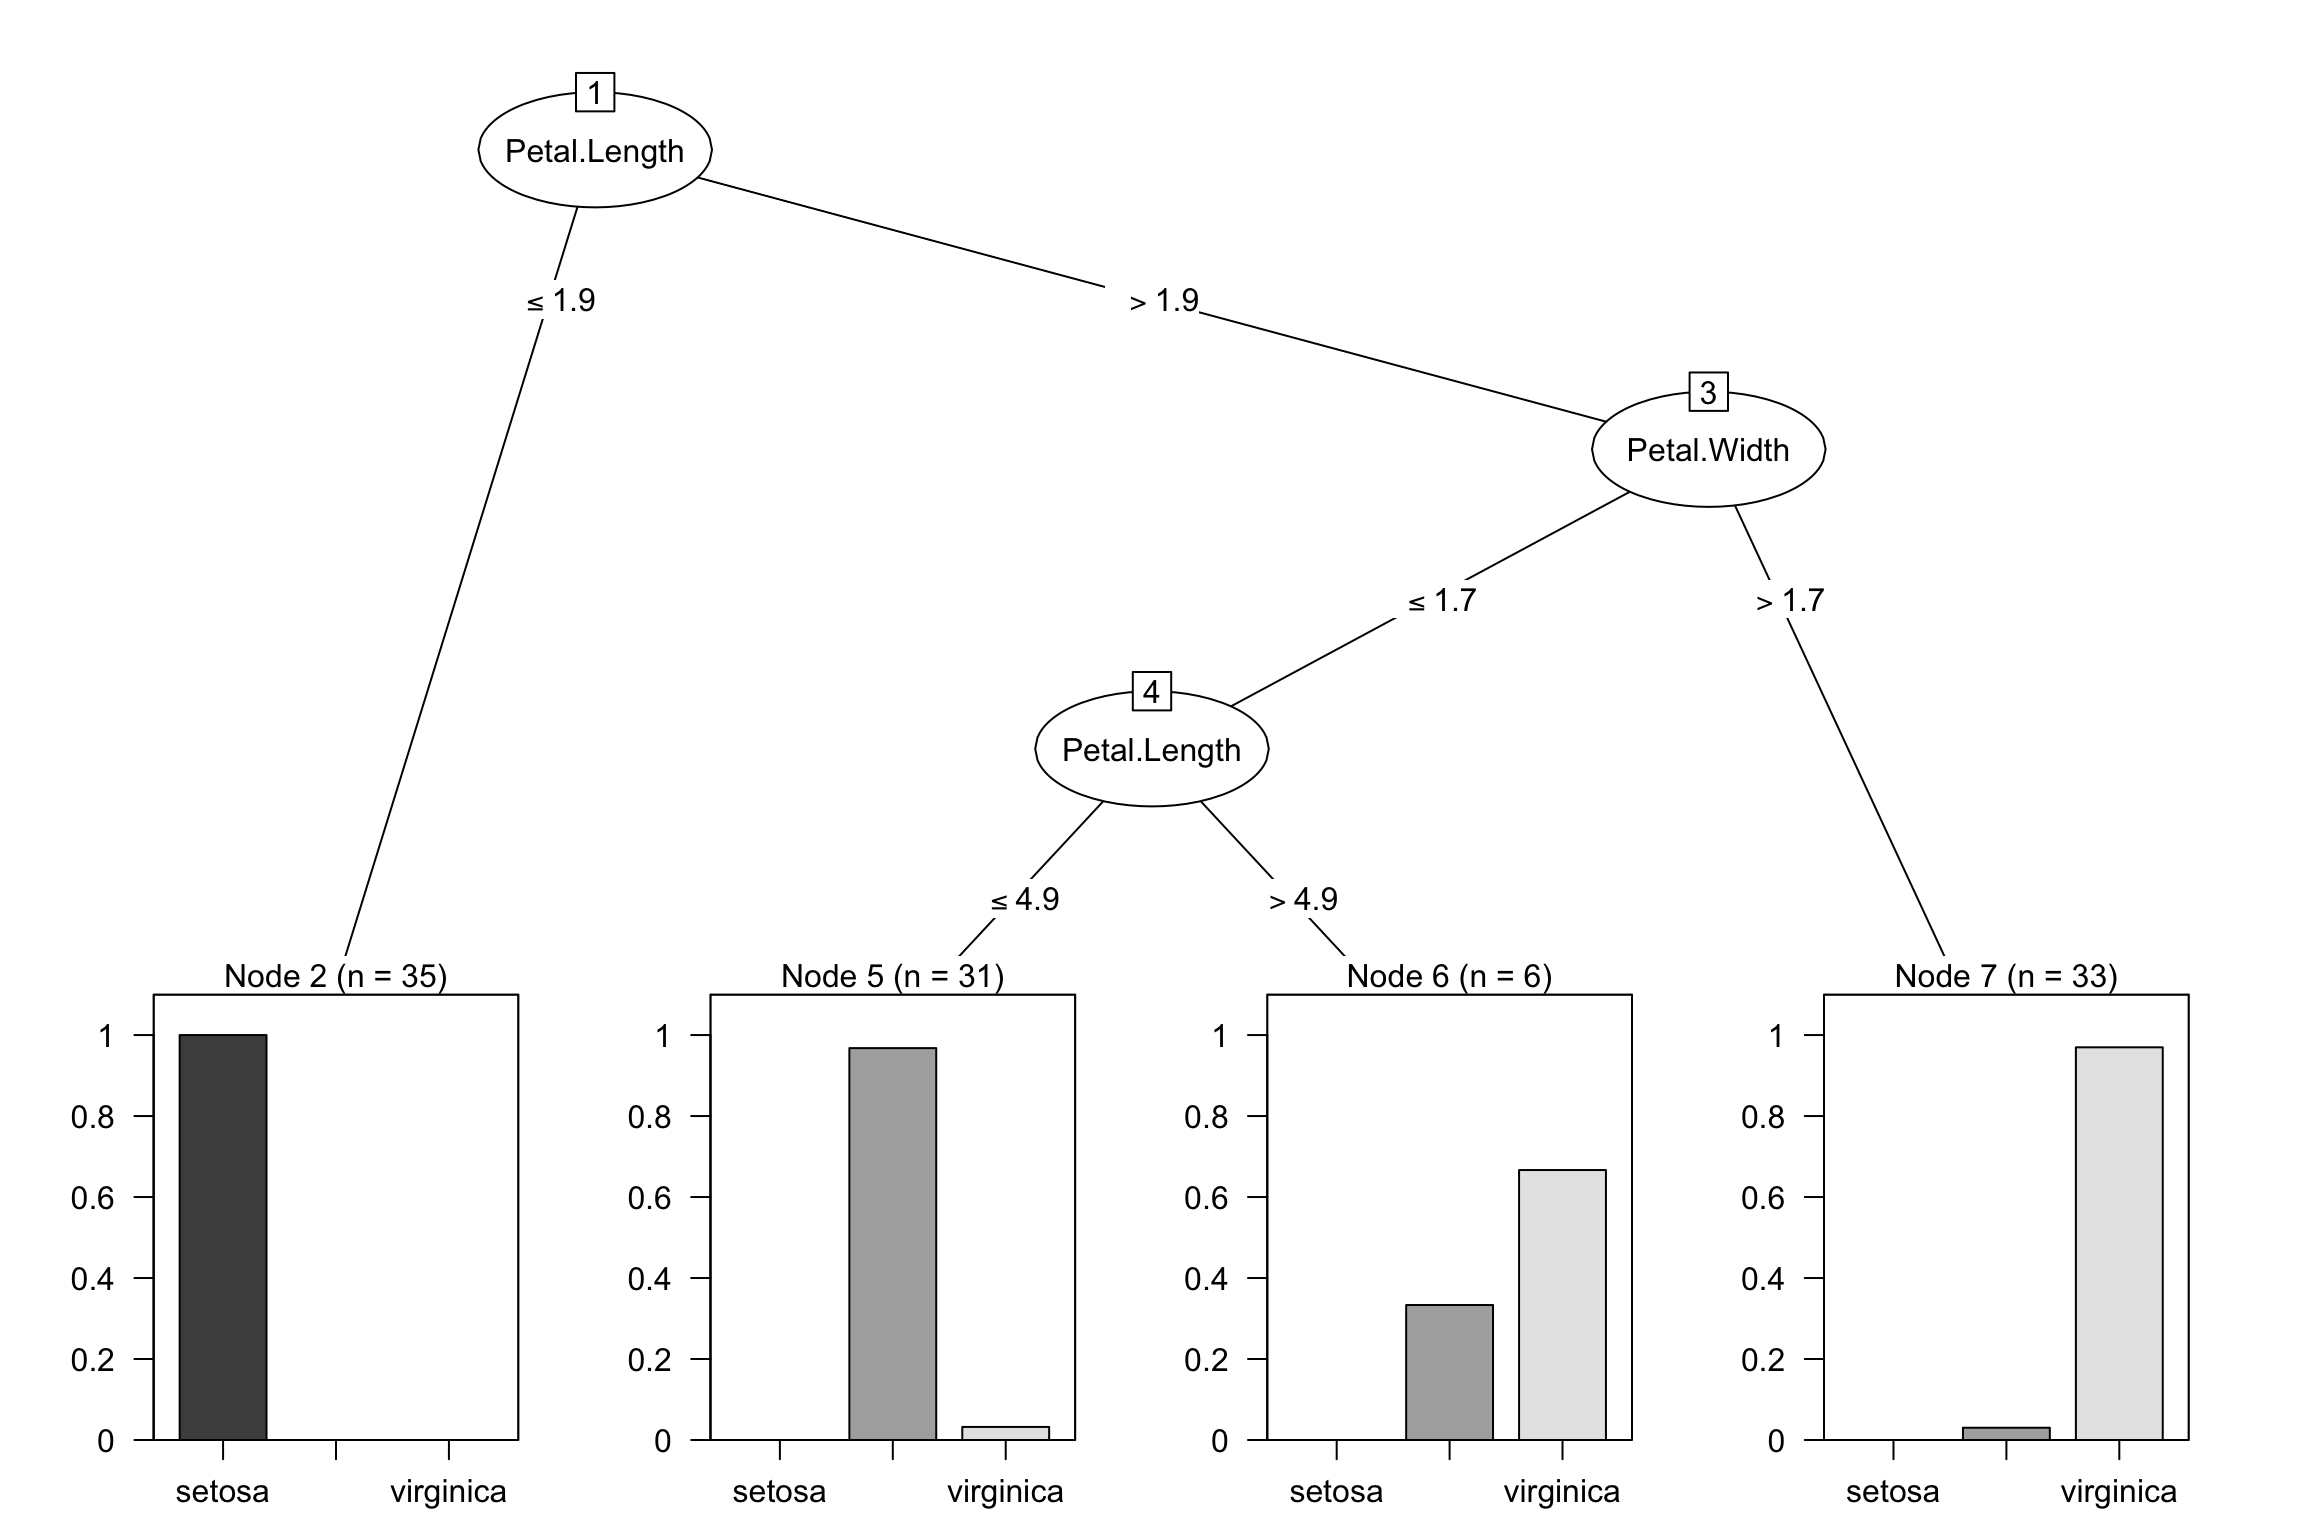 1
Petal.Length
≤ 1.9
> 1.9
3
Petal.Width
≤ 1.7
> 1.7
4
Petal.Length
≤ 4.9
> 4.9
Node 2 (n = 35)
1
0.8
0.6
0.4
0.2
0
setosa
virginica
Node 5 (n = 31)
1
0.8
0.6
0.4
0.2
0
setosa
virginica
Node 6 (n = 6)
1
0.8
0.6
0.4
0.2
0
setosa
virginica
Node 7 (n = 33)
1
0.8
0.6
0.4
0.2
0
setosa
virginica